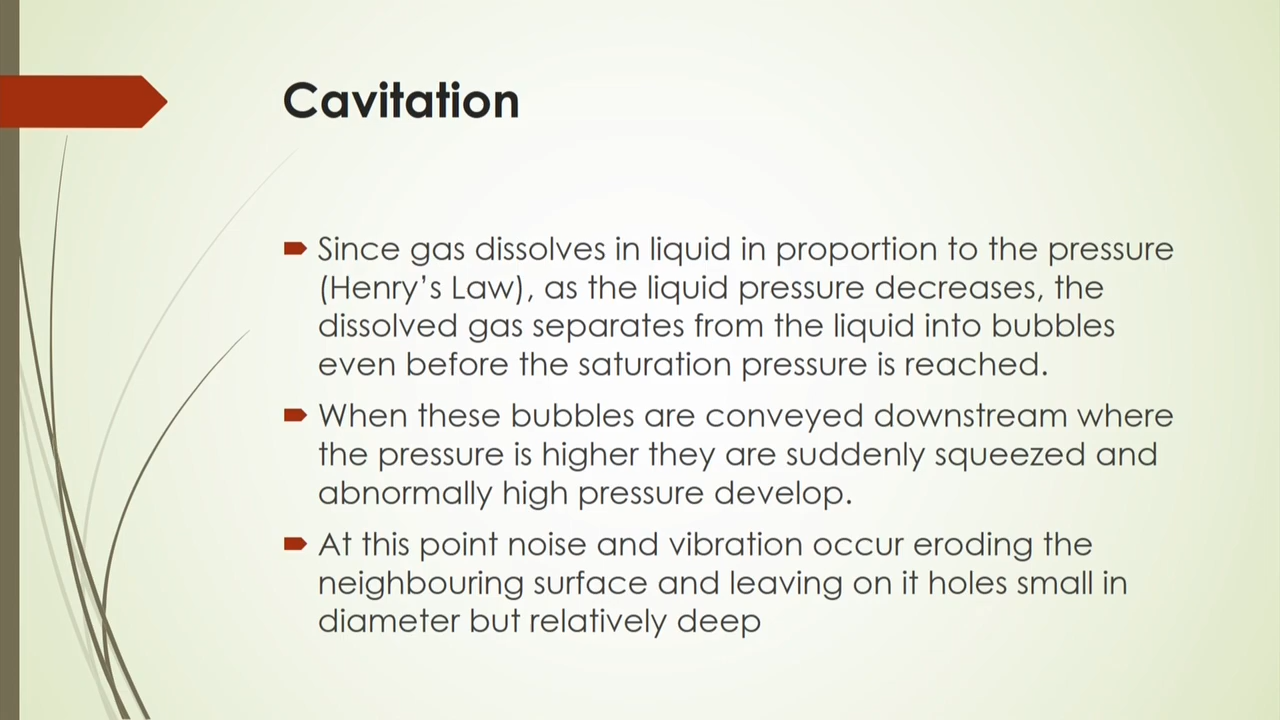 Cavitation
Since gas dissolves in liquid in proportion to the pressure
(Henry's Law), as the liquid pressure decreases, the
dissolved gas separates from the liquid into bubbles
even before the saturation pressure is reached.
When these bubbles are conveyed downstream where
the pressure is higher they are suddenly squeezed and
abnormally high pressure develop.
At this point noise and vibration occur eroding the
neighbouring surface and leaving on it holes small in
diameter but relatively deep